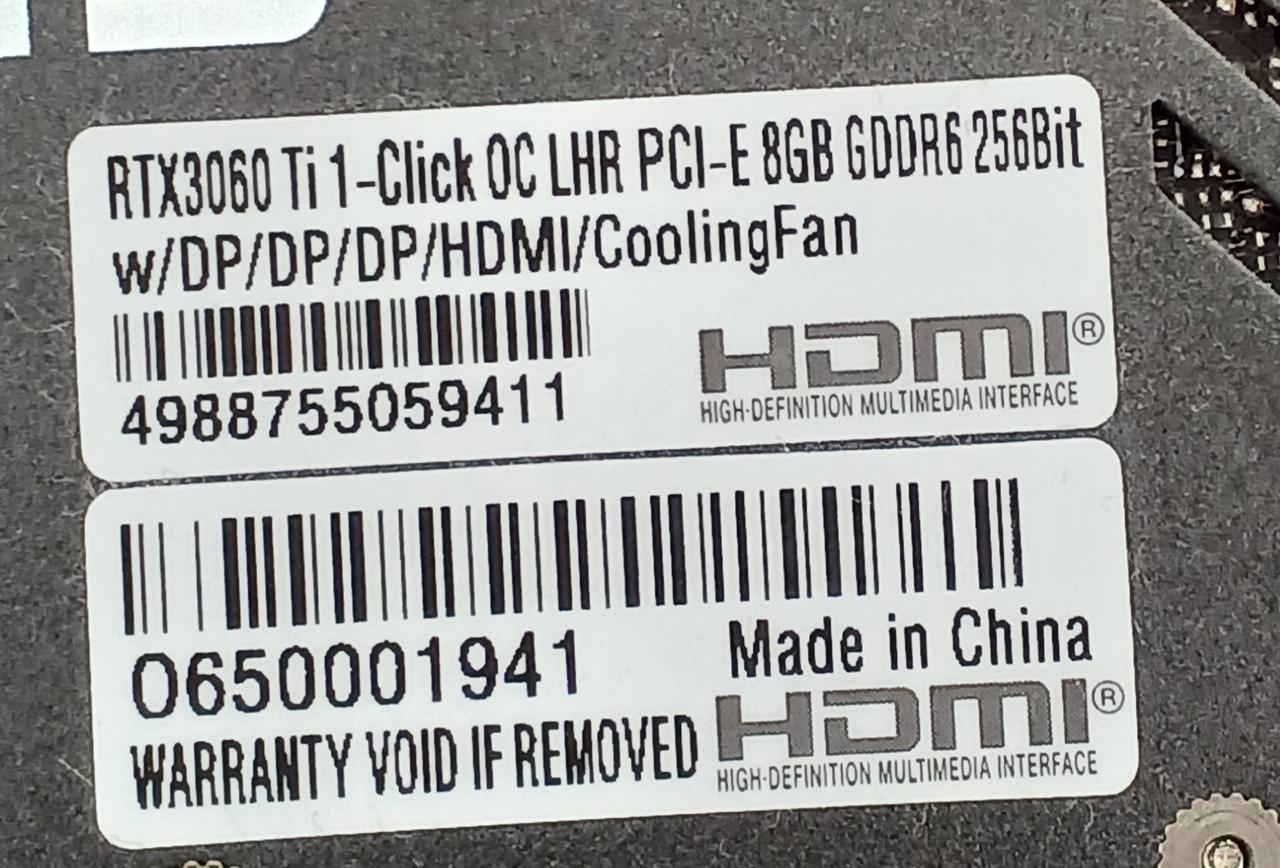 RTX3060 Ti 1-Click OC LHR PCI-E 8GB GDDR6 256Bit
w/DP/DP/DP/HDMI/CoolingFan
4988755059411
HDMI®
HIGH-DEFINITION MULTIMEDIA INTERFACE
O650001941
Made in China
WARRANTY VOID IF REMOVED
HDMI®
HIGH-DEFINITION MULTIMEDIA INTERFACE